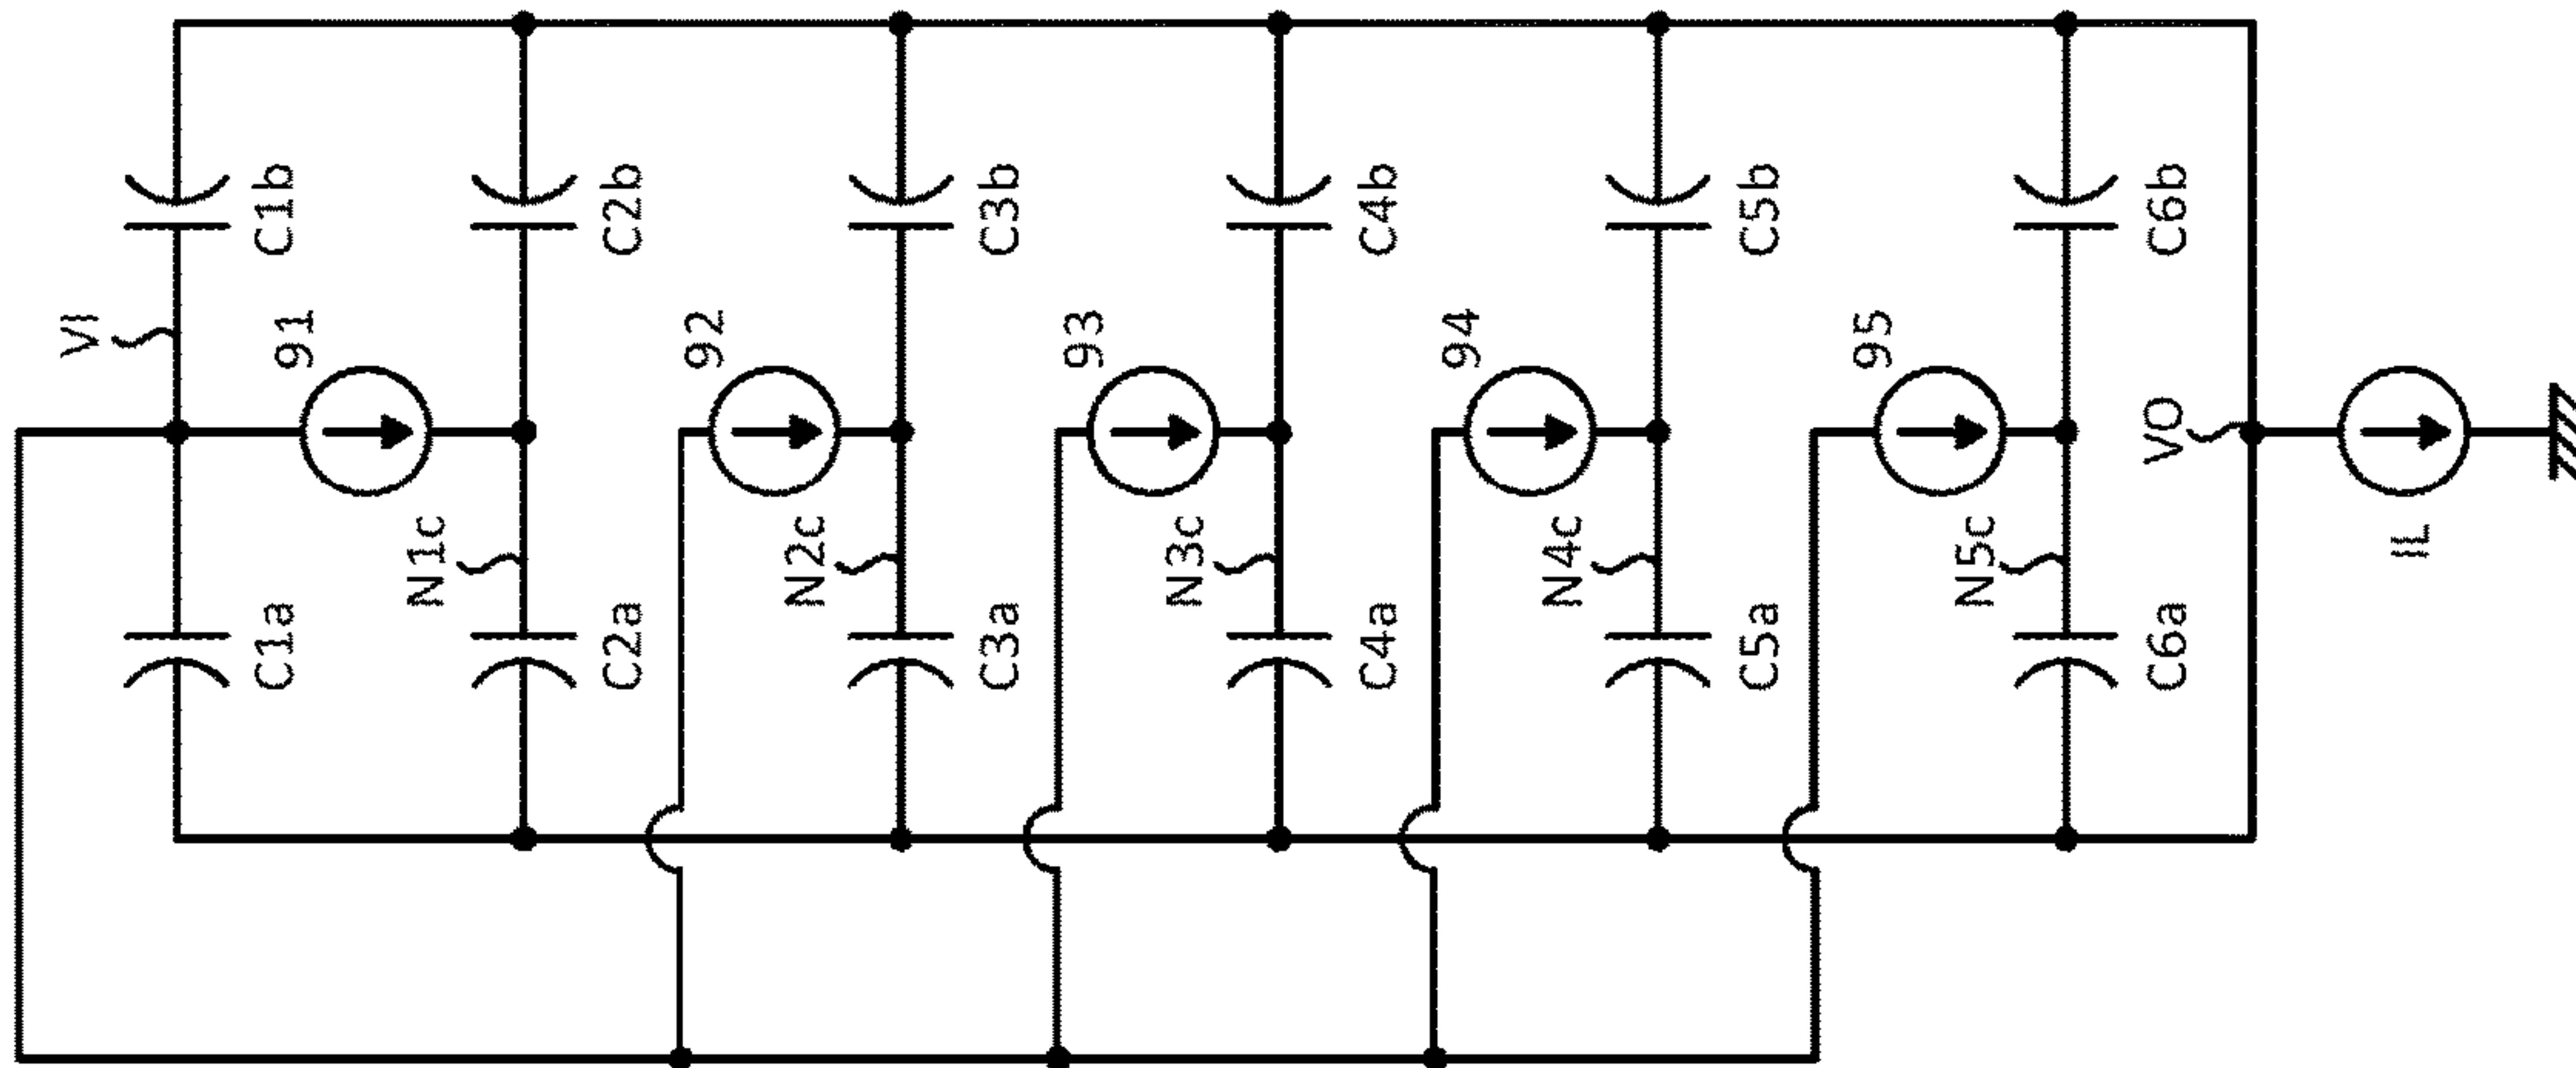 VI
C1b
C1a
91
N1c
C2b
C2a
92
N2c
C3b
C3a
93
N3c
C4b
C4a
94
N4c
C5b
C5a
95
N5c
C6b
C6a
VO
IL